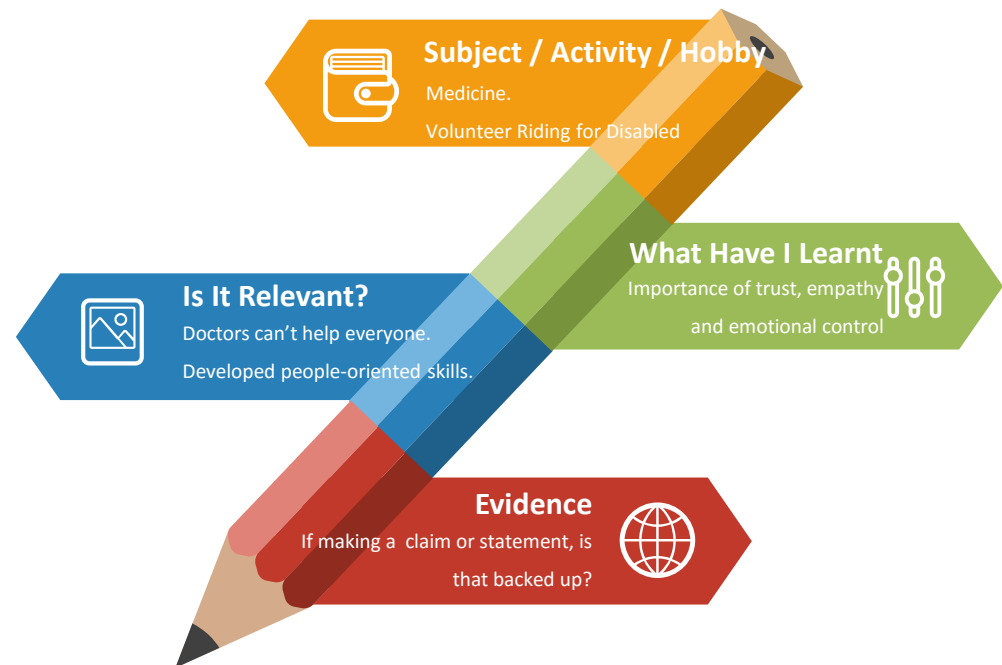 Subject / Activity / Hobby
Medicine.
Volunteer Riding for Disabled
What Have I Learnt
Importance of trust, empathy
and emotional control
Is It Relevant?
Doctors can’t help everyone.
Developed people-oriented skills.
Evidence
If making a  claim or statement, is
that backed up?